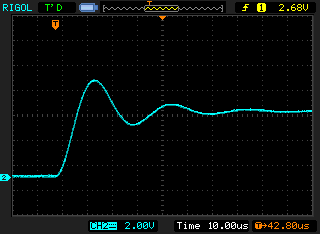 RIGOL T'D T f 1 2.68V
T
2
CH2 2.00V Time 10.00us T→42.80us